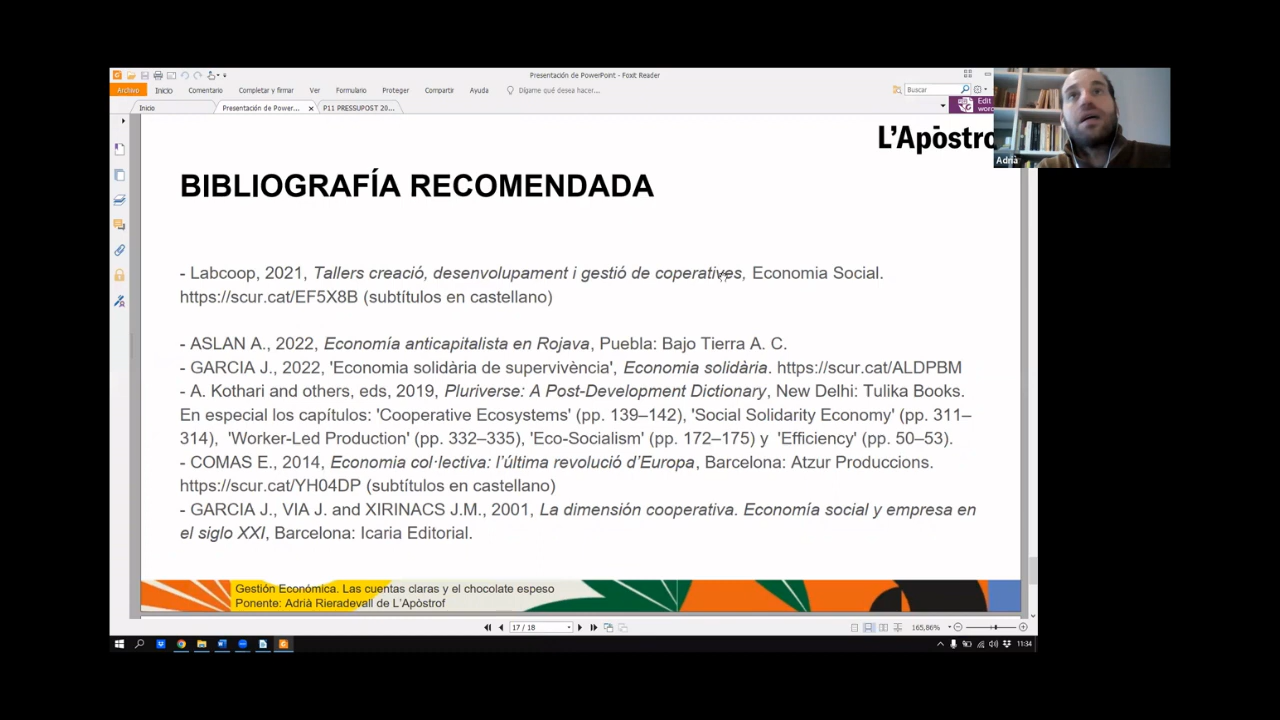 Presentación de PowerPoint - Foxit Reader
Archivo Inicio Comentario Completar y firmar Ver Formulario Proteger Compartir Ayuda Dígame qué desea hacer... Buscar
Inicio Presentación de Power... × P11 PRESSUPOST 20... Edit
L'Apòstro
Adrià
BIBLIOGRAFÍA RECOMENDADA
- Labcoop, 2021, Tallers creació, desenvolupament i gestió de coperatives, Economia Social.
https://scur.cat/EF5X8B (subtítulos en castellano)
- ASLAN A., 2022, Economía anticapitalista en Rojava, Puebla: Bajo Tierra A. C.
- GARCIA J., 2022, 'Economia solidària de supervivència', Economia solidària. https://scur.cat/ALDPBM
- A. Kothari and others, eds, 2019, Pluriverse: A Post-Development Dictionary, New Delhi: Tulika Books.
En especial los capítulos: 'Cooperative Ecosystems' (pp. 139–142), 'Social Solidarity Economy' (pp. 311–
314), 'Worker-Led Production' (pp. 332–335), 'Eco-Socialism' (pp. 172–175) y 'Efficiency' (pp. 50–53).
- COMAS E., 2014, Economia col·lectiva: l'última revolució d'Europa, Barcelona: Atzur Produccions.
https://scur.cat/YH04DP (subtítulos en castellano)
- GARCIA J., VIA J. and XIRINACS J.M., 2001, La dimensión cooperativa. Economía social y empresa en
el siglo XXI, Barcelona: Icaria Editorial.
Gestión Económica. Las cuentas claras y el chocolate espeso
Ponente: Adrià Rieradevall de L'Apòstrof
17 / 18 165,86%
11:34